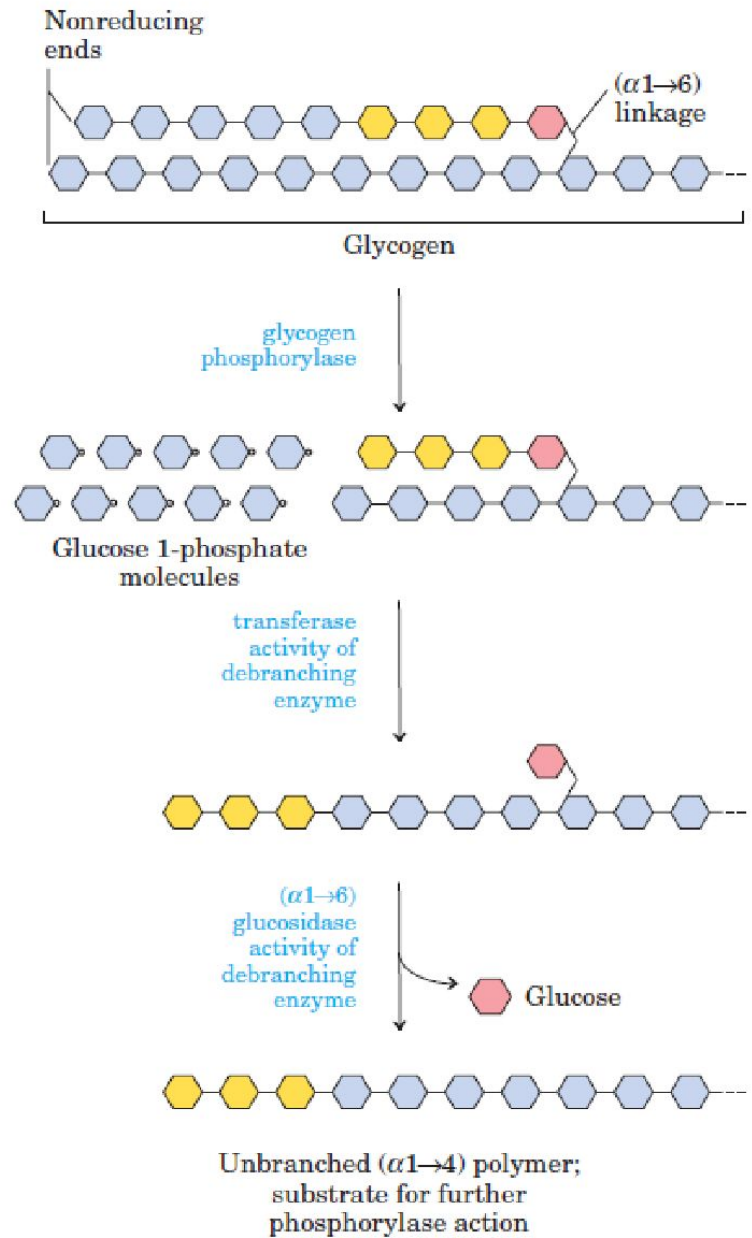 Nonreducing
ends
(α1→6)
linkage
Glycogen
glycogen
phosphorylase
Glucose 1-phosphate
molecules
transferase
activity of
debranching
enzyme
(α1→6)
glucosidase
activity of
debranching
enzyme
Glucose
Unbranched (α1→4) polymer;
substrate for further
phosphorylase action